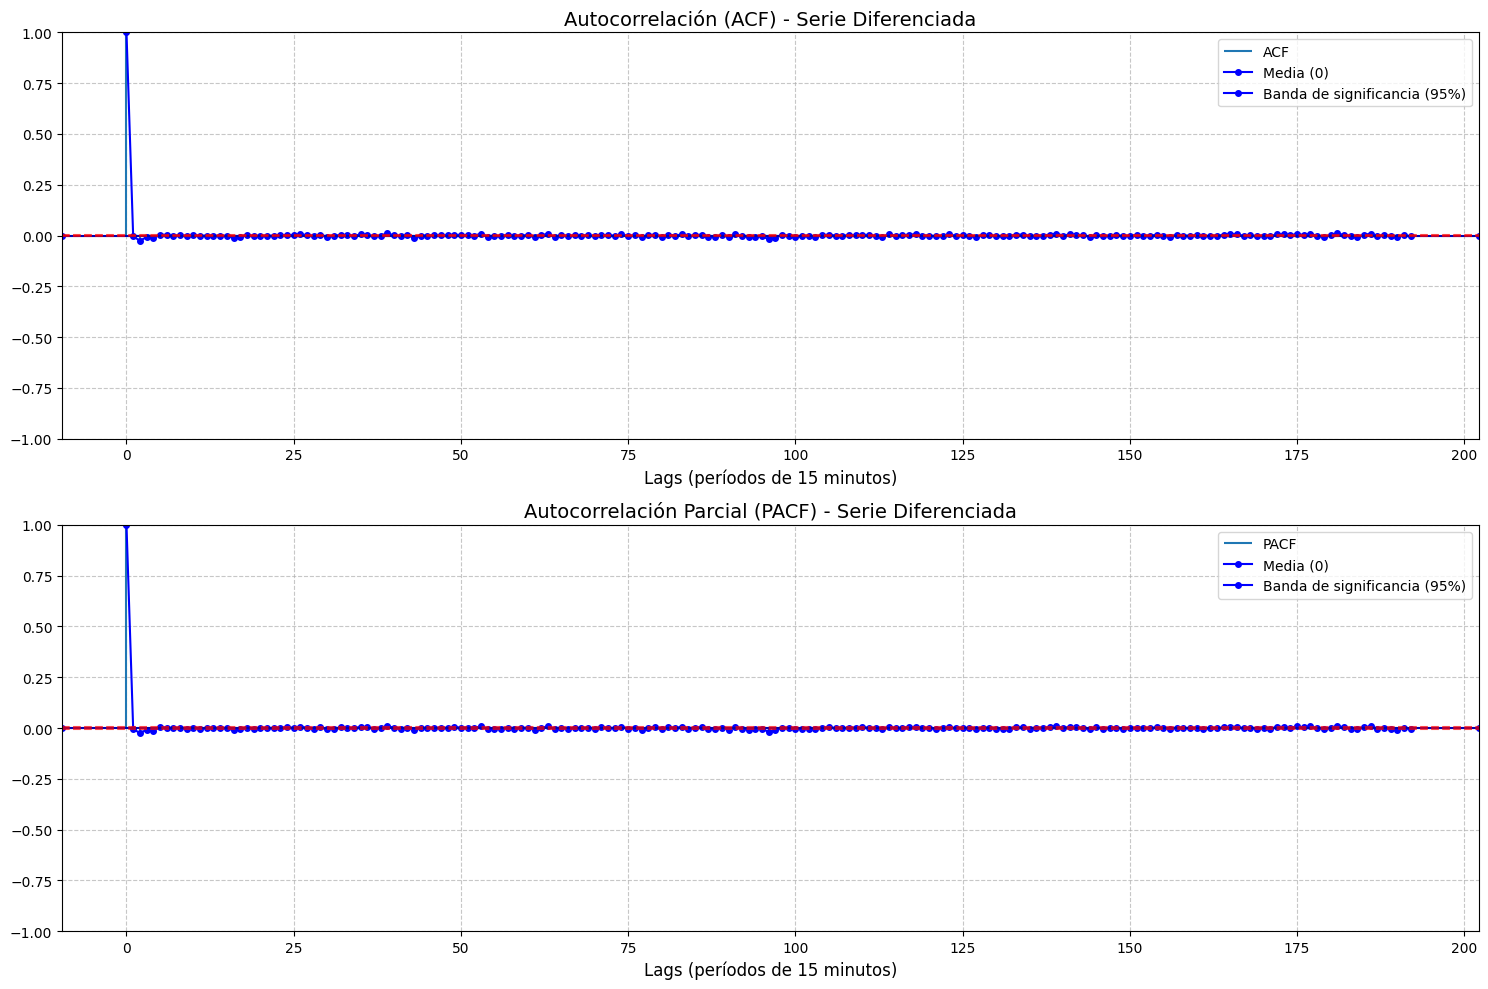 Autocorrelación (ACF) - Serie Diferenciada
1.00
0.75
0.50
0.25
0.00
−0.25
−0.50
−0.75
−1.00
ACF
Media (0)
Banda de significancia (95%)
0 25 50 75 100 125 150 175 200
Lags (períodos de 15 minutos)
Autocorrelación Parcial (PACF) - Serie Diferenciada
1.00
0.75
0.50
0.25
0.00
−0.25
−0.50
−0.75
−1.00
PACF
Media (0)
Banda de significancia (95%)
0 25 50 75 100 125 150 175 200
Lags (períodos de 15 minutos)